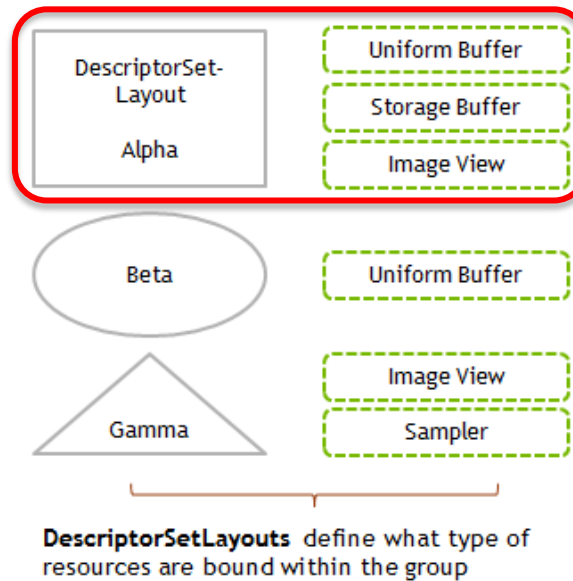 DescriptorSet-
Layout
Alpha
Uniform Buffer
Storage Buffer
Image View
Beta
Uniform Buffer
Gamma
Image View
Sampler
DescriptorSetLayouts define what type of
resources are bound within the group